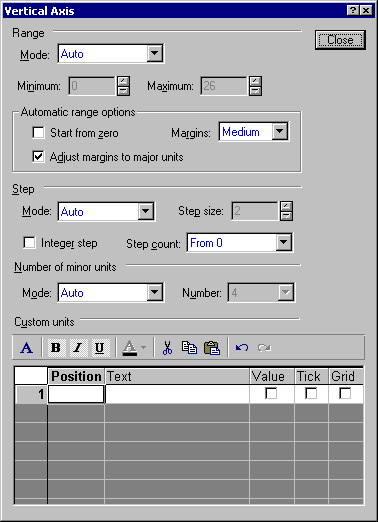 Vertical Axis ? ×
Range
Close
Mode: Auto
Minimum: 0 Maximum: 26
Automatic range options
Start from zero Margins: Medium
Adjust margins to major units
Step
Mode: Auto Step size: 2
Integer step Step count: From 0
Number of minor units
Mode: Auto Number: 4
Custom units
A B I U A
Position Text Value Tick Grid
1